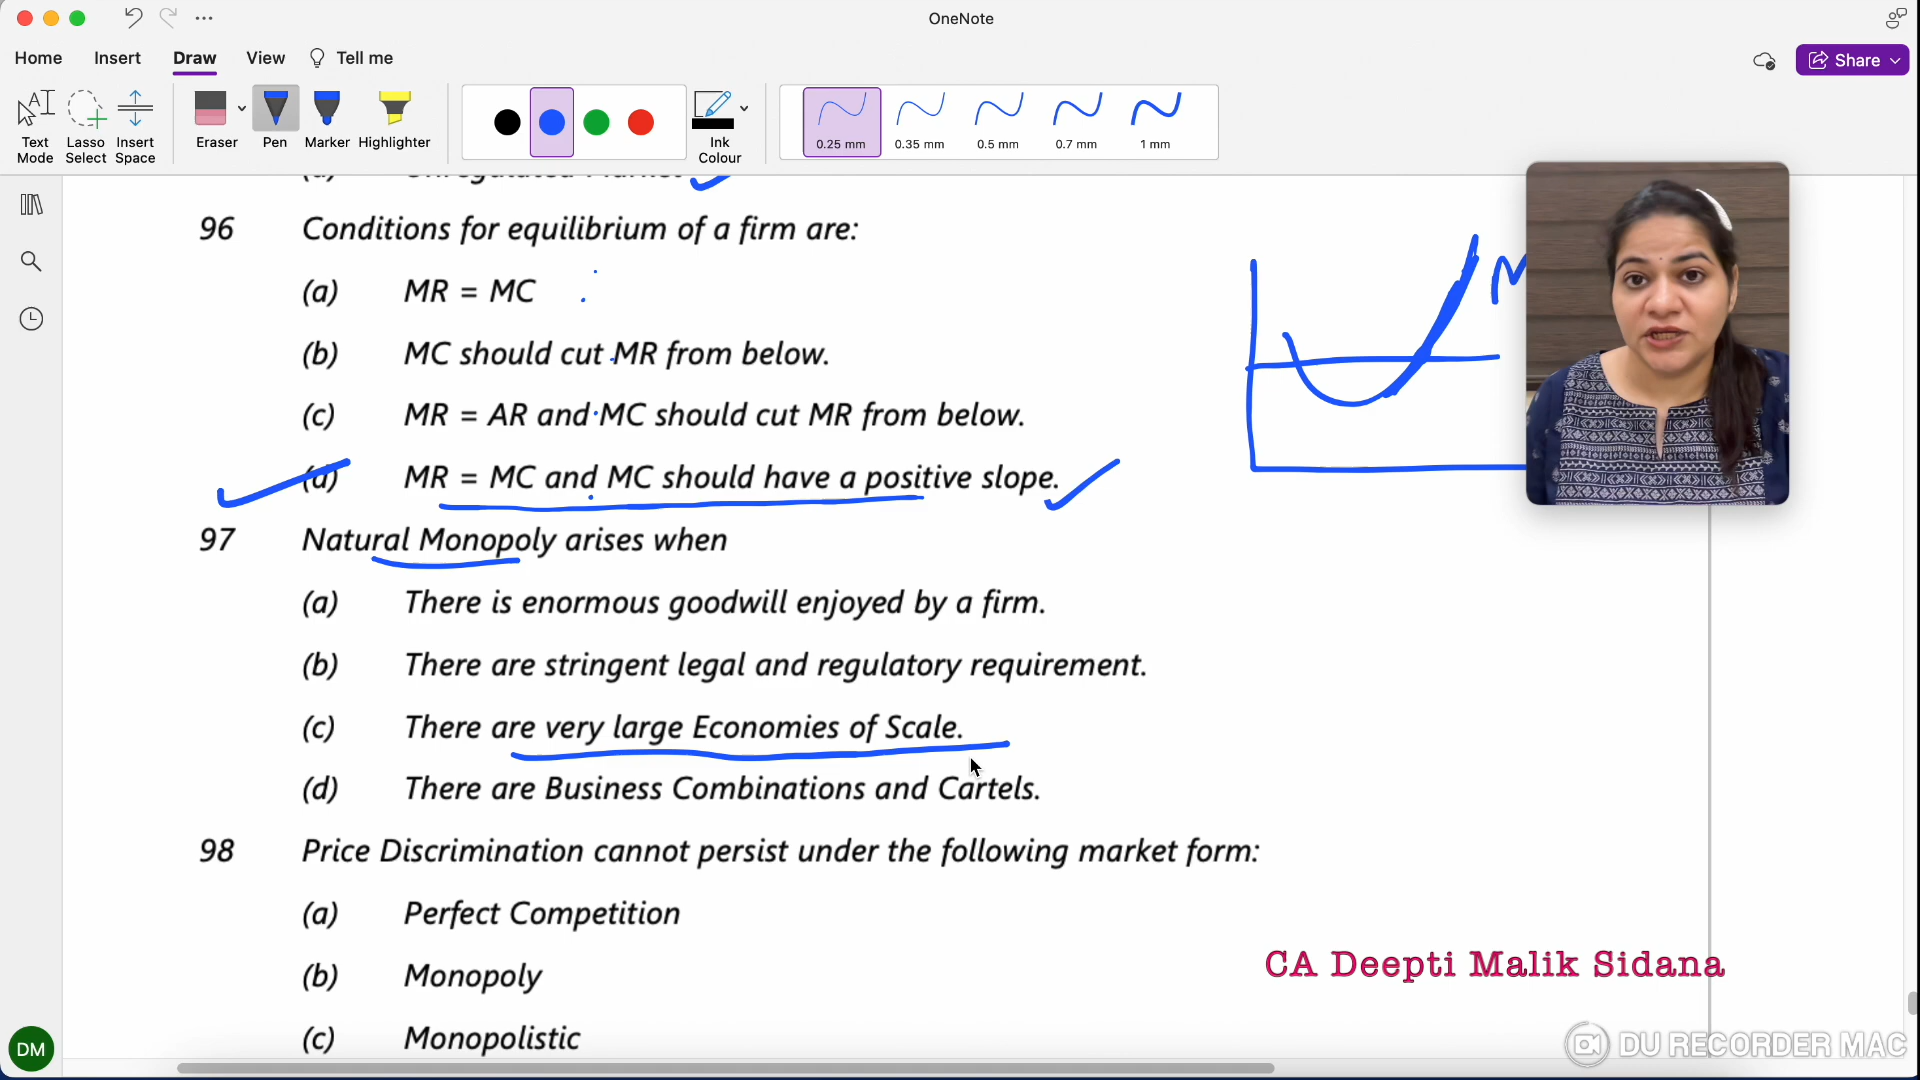 OneNote
Home Insert Draw View Tell me
Share
Text Mode
Lasso Select
Insert Space
Eraser
Pen
Marker
Highlighter
Ink Colour
0.25 mm
0.35 mm
0.5 mm
0.7 mm
1 mm
96 Conditions for equilibrium of a firm are:
(a) MR = MC
(b) MC should cut MR from below.
(c) MR = AR and MC should cut MR from below.
(d) MR = MC and MC should have a positive slope.
97 Natural Monopoly arises when
(a) There is enormous goodwill enjoyed by a firm.
(b) There are stringent legal and regulatory requirement.
(c) There are very large Economies of Scale.
(d) There are Business Combinations and Cartels.
98 Price Discrimination cannot persist under the following market form:
(a) Perfect Competition
(b) Monopoly
(c) Monopolistic
CA Deepti Malik Sidana
DM
DU RECORDER MAC